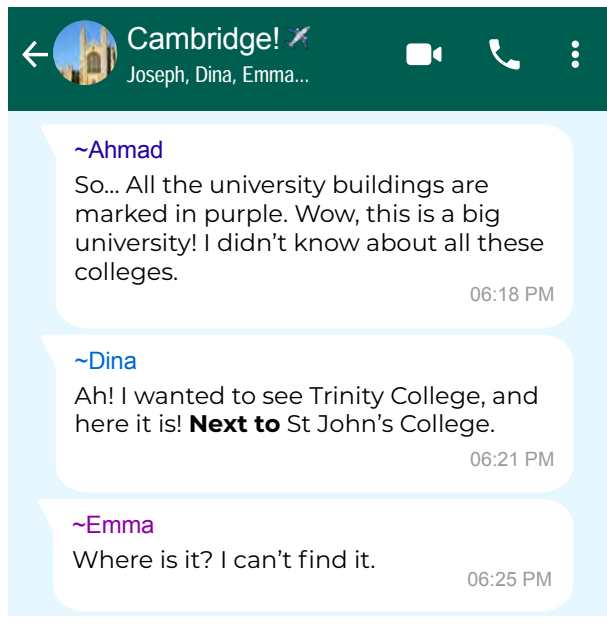 Cambridge!
Joseph, Dina, Emma...
~Ahmad
So... All the university buildings are
marked in purple. Wow, this is a big
university! I didn’t know about all these
colleges.
06:18 PM
~Dina
Ah! I wanted to see Trinity College, and
here it is! Next to St John’s College.
06:21 PM
~Emma
Where is it? I can’t find it.
06:25 PM